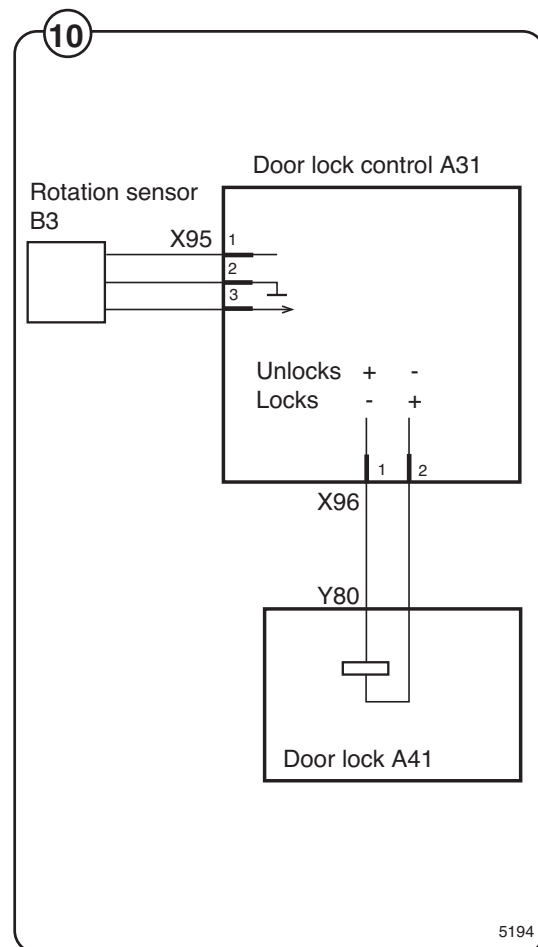 10
Door lock control A31
Rotation sensor
B3
X95
1
2
3
Unlocks + -
Locks - +
1 2
X96
Y80
Door lock A41
5194